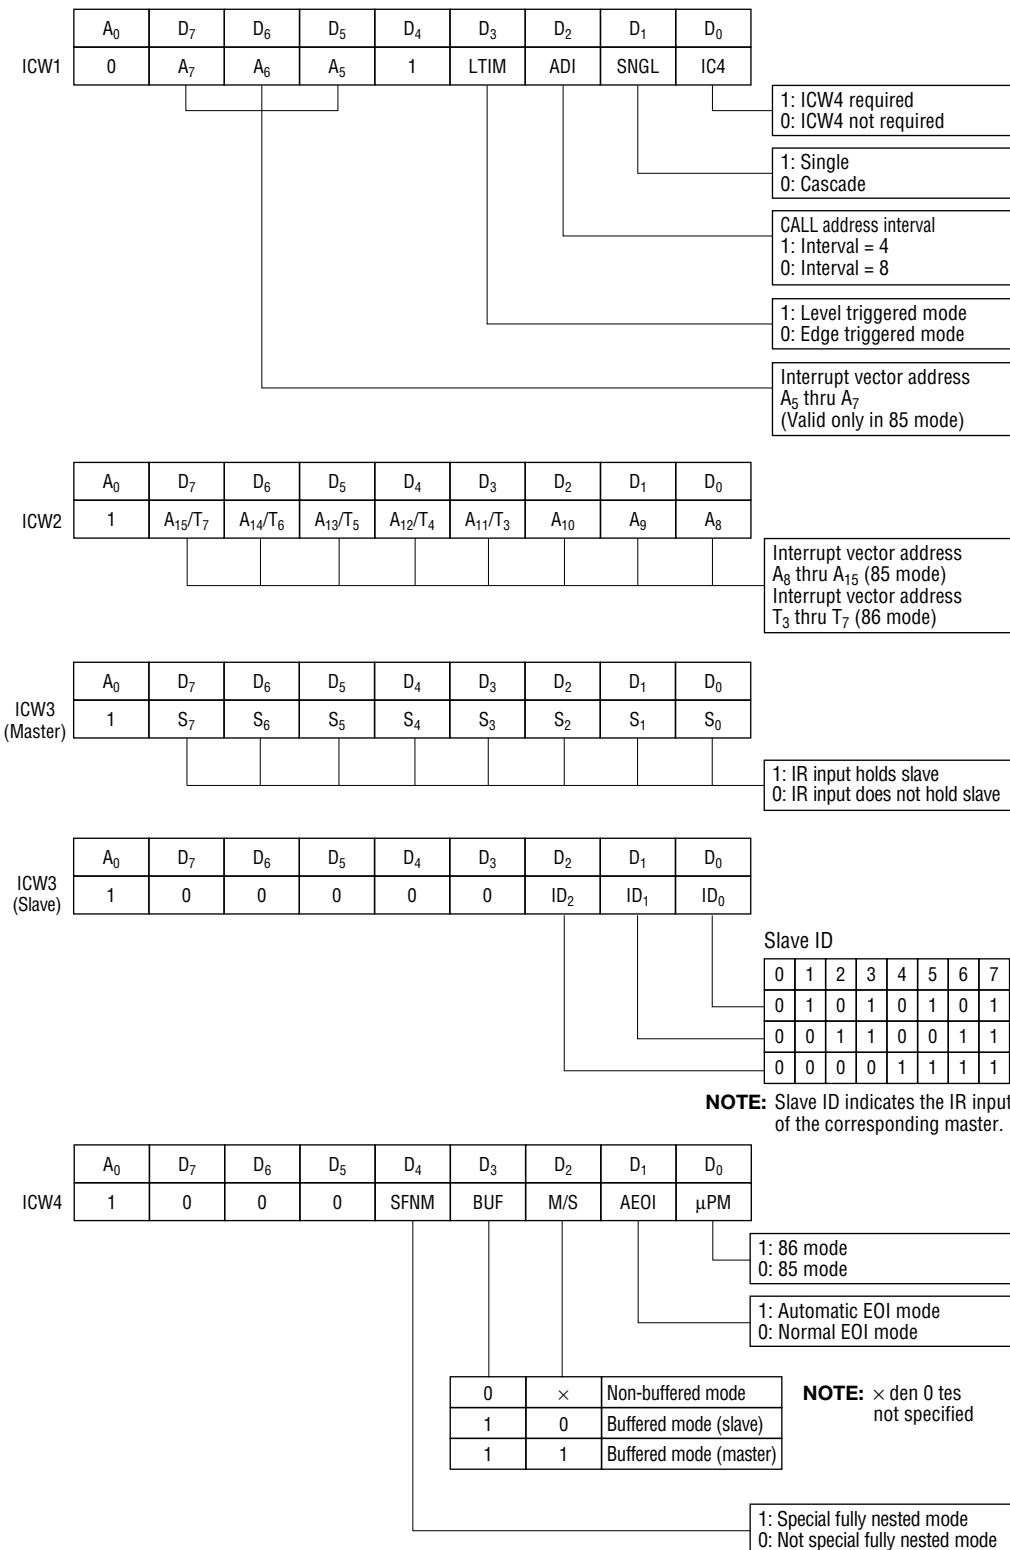 A0 D7 D6 D5 D4 D3 D2 D1 D0
ICW1 0 A7 A6 A5 1 LTIM ADI SNGL IC4
1: ICW4 required
0: ICW4 not required
1: Single
0: Cascade
CALL address interval
1: Interval = 4
0: Interval = 8
1: Level triggered mode
0: Edge triggered mode
Interrupt vector address
A5 thru A7
(Valid only in 85 mode)
A0 D7 D6 D5 D4 D3 D2 D1 D0
ICW2 1 A15/T7 A14/T6 A13/T5 A12/T4 A11/T3 A10 A9 A8
Interrupt vector address
A8 thru A15 (85 mode)
Interrupt vector address
T3 thru T7 (86 mode)
A0 D7 D6 D5 D4 D3 D2 D1 D0
ICW3
(Master)
1 S7 S6 S5 S4 S3 S2 S1 S0
1: IR input holds slave
0: IR input does not hold slave
A0 D7 D6 D5 D4 D3 D2 D1 D0
ICW3
(Slave)
1 0 0 0 0 0 ID2 ID1 ID0
Slave ID
0 1 2 3 4 5 6 7
0 1 0 1 0 1 0 1
0 0 1 1 0 0 1 1
0 0 0 0 1 1 1 1
NOTE: Slave ID indicates the IR input
of the corresponding master.
A0 D7 D6 D5 D4 D3 D2 D1 D0
ICW4 1 0 0 0 SFNM BUF M/S AEOI µPM
1: 86 mode
0: 85 mode
1: Automatic EOI mode
0: Normal EOI mode
0 × Non-buffered mode
1 0 Buffered mode (slave)
1 1 Buffered mode (master)
NOTE: × den 0 tes
not specified
1: Special fully nested mode
0: Not special fully nested mode